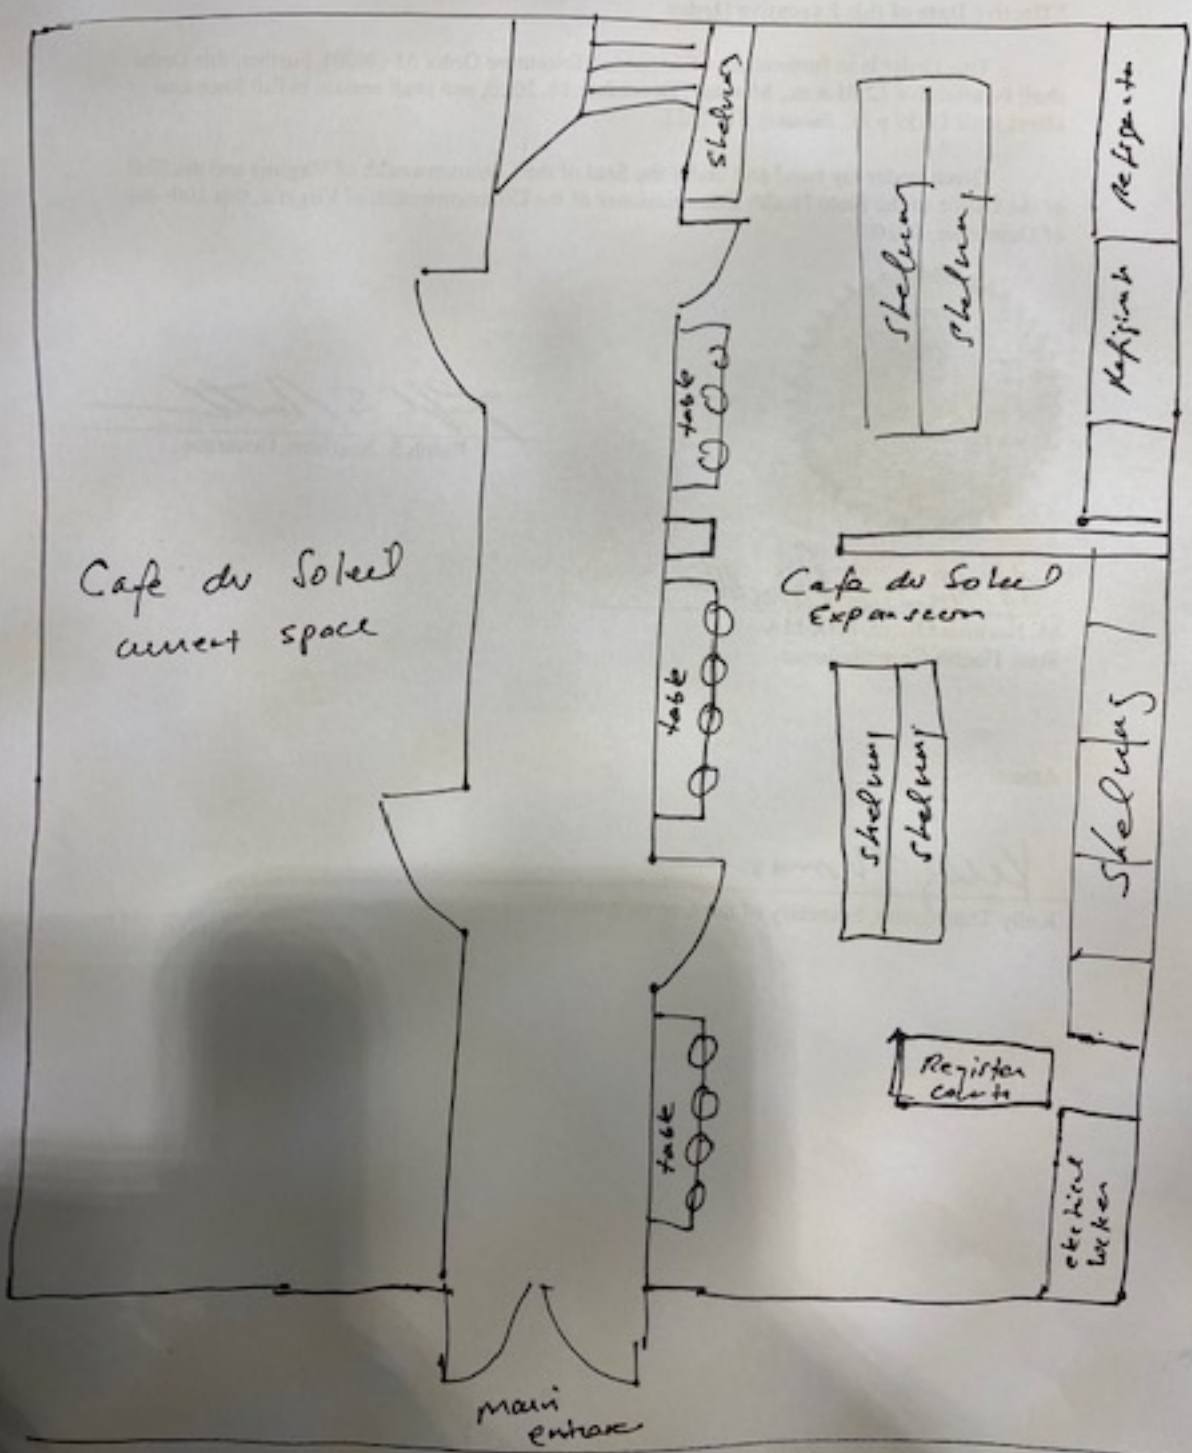 Shelving
Shelving
Shelving
Refrigerator
Refrigerator
table
Cafe du Soleil
current space
Cafe du Soleil
Expansion
table
Shelving
Shelving
Shelving
Register
counter
table
electrical
locker
Main
entrance